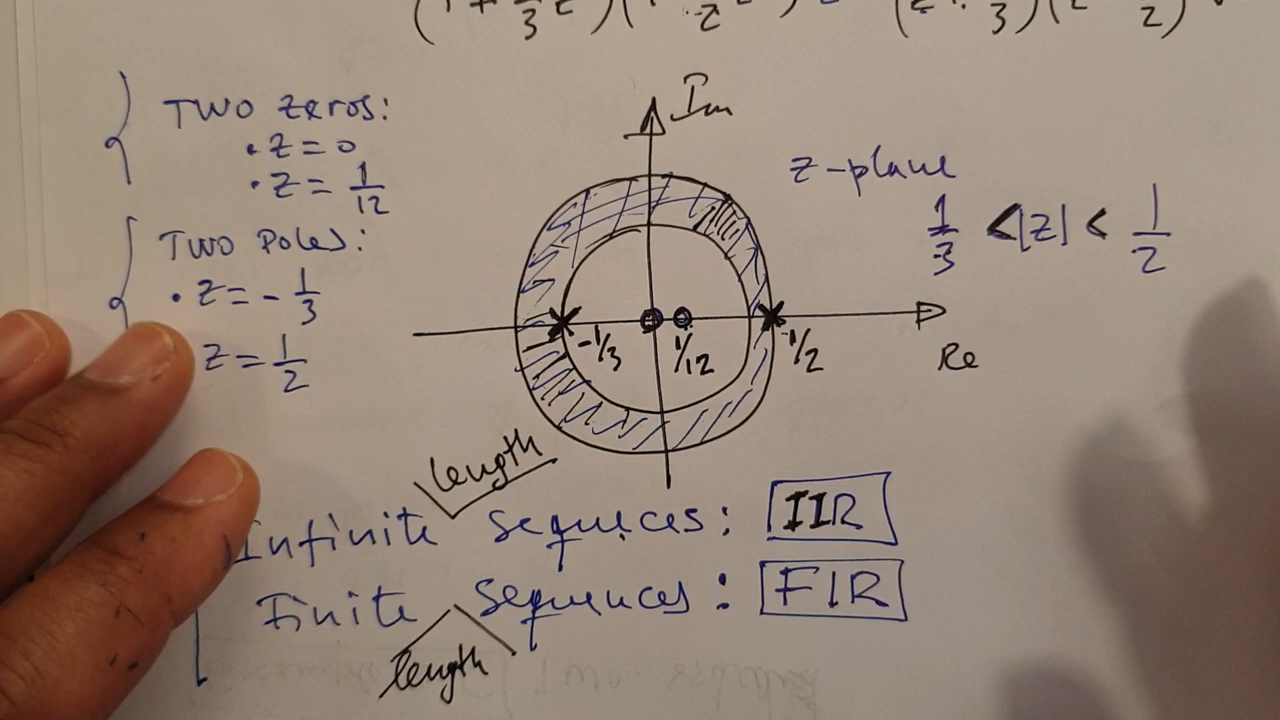 TWO zeros:
• z = 0
• z = 1/12
TWO Poles:
• z = - 1/3
z = 1/2
Im
z-plane
1/3 < |z| < 1/2
-1/3
1/12
1/2
Re
length
Infinite sequeces: IIR
Finite sequences: FIR
length